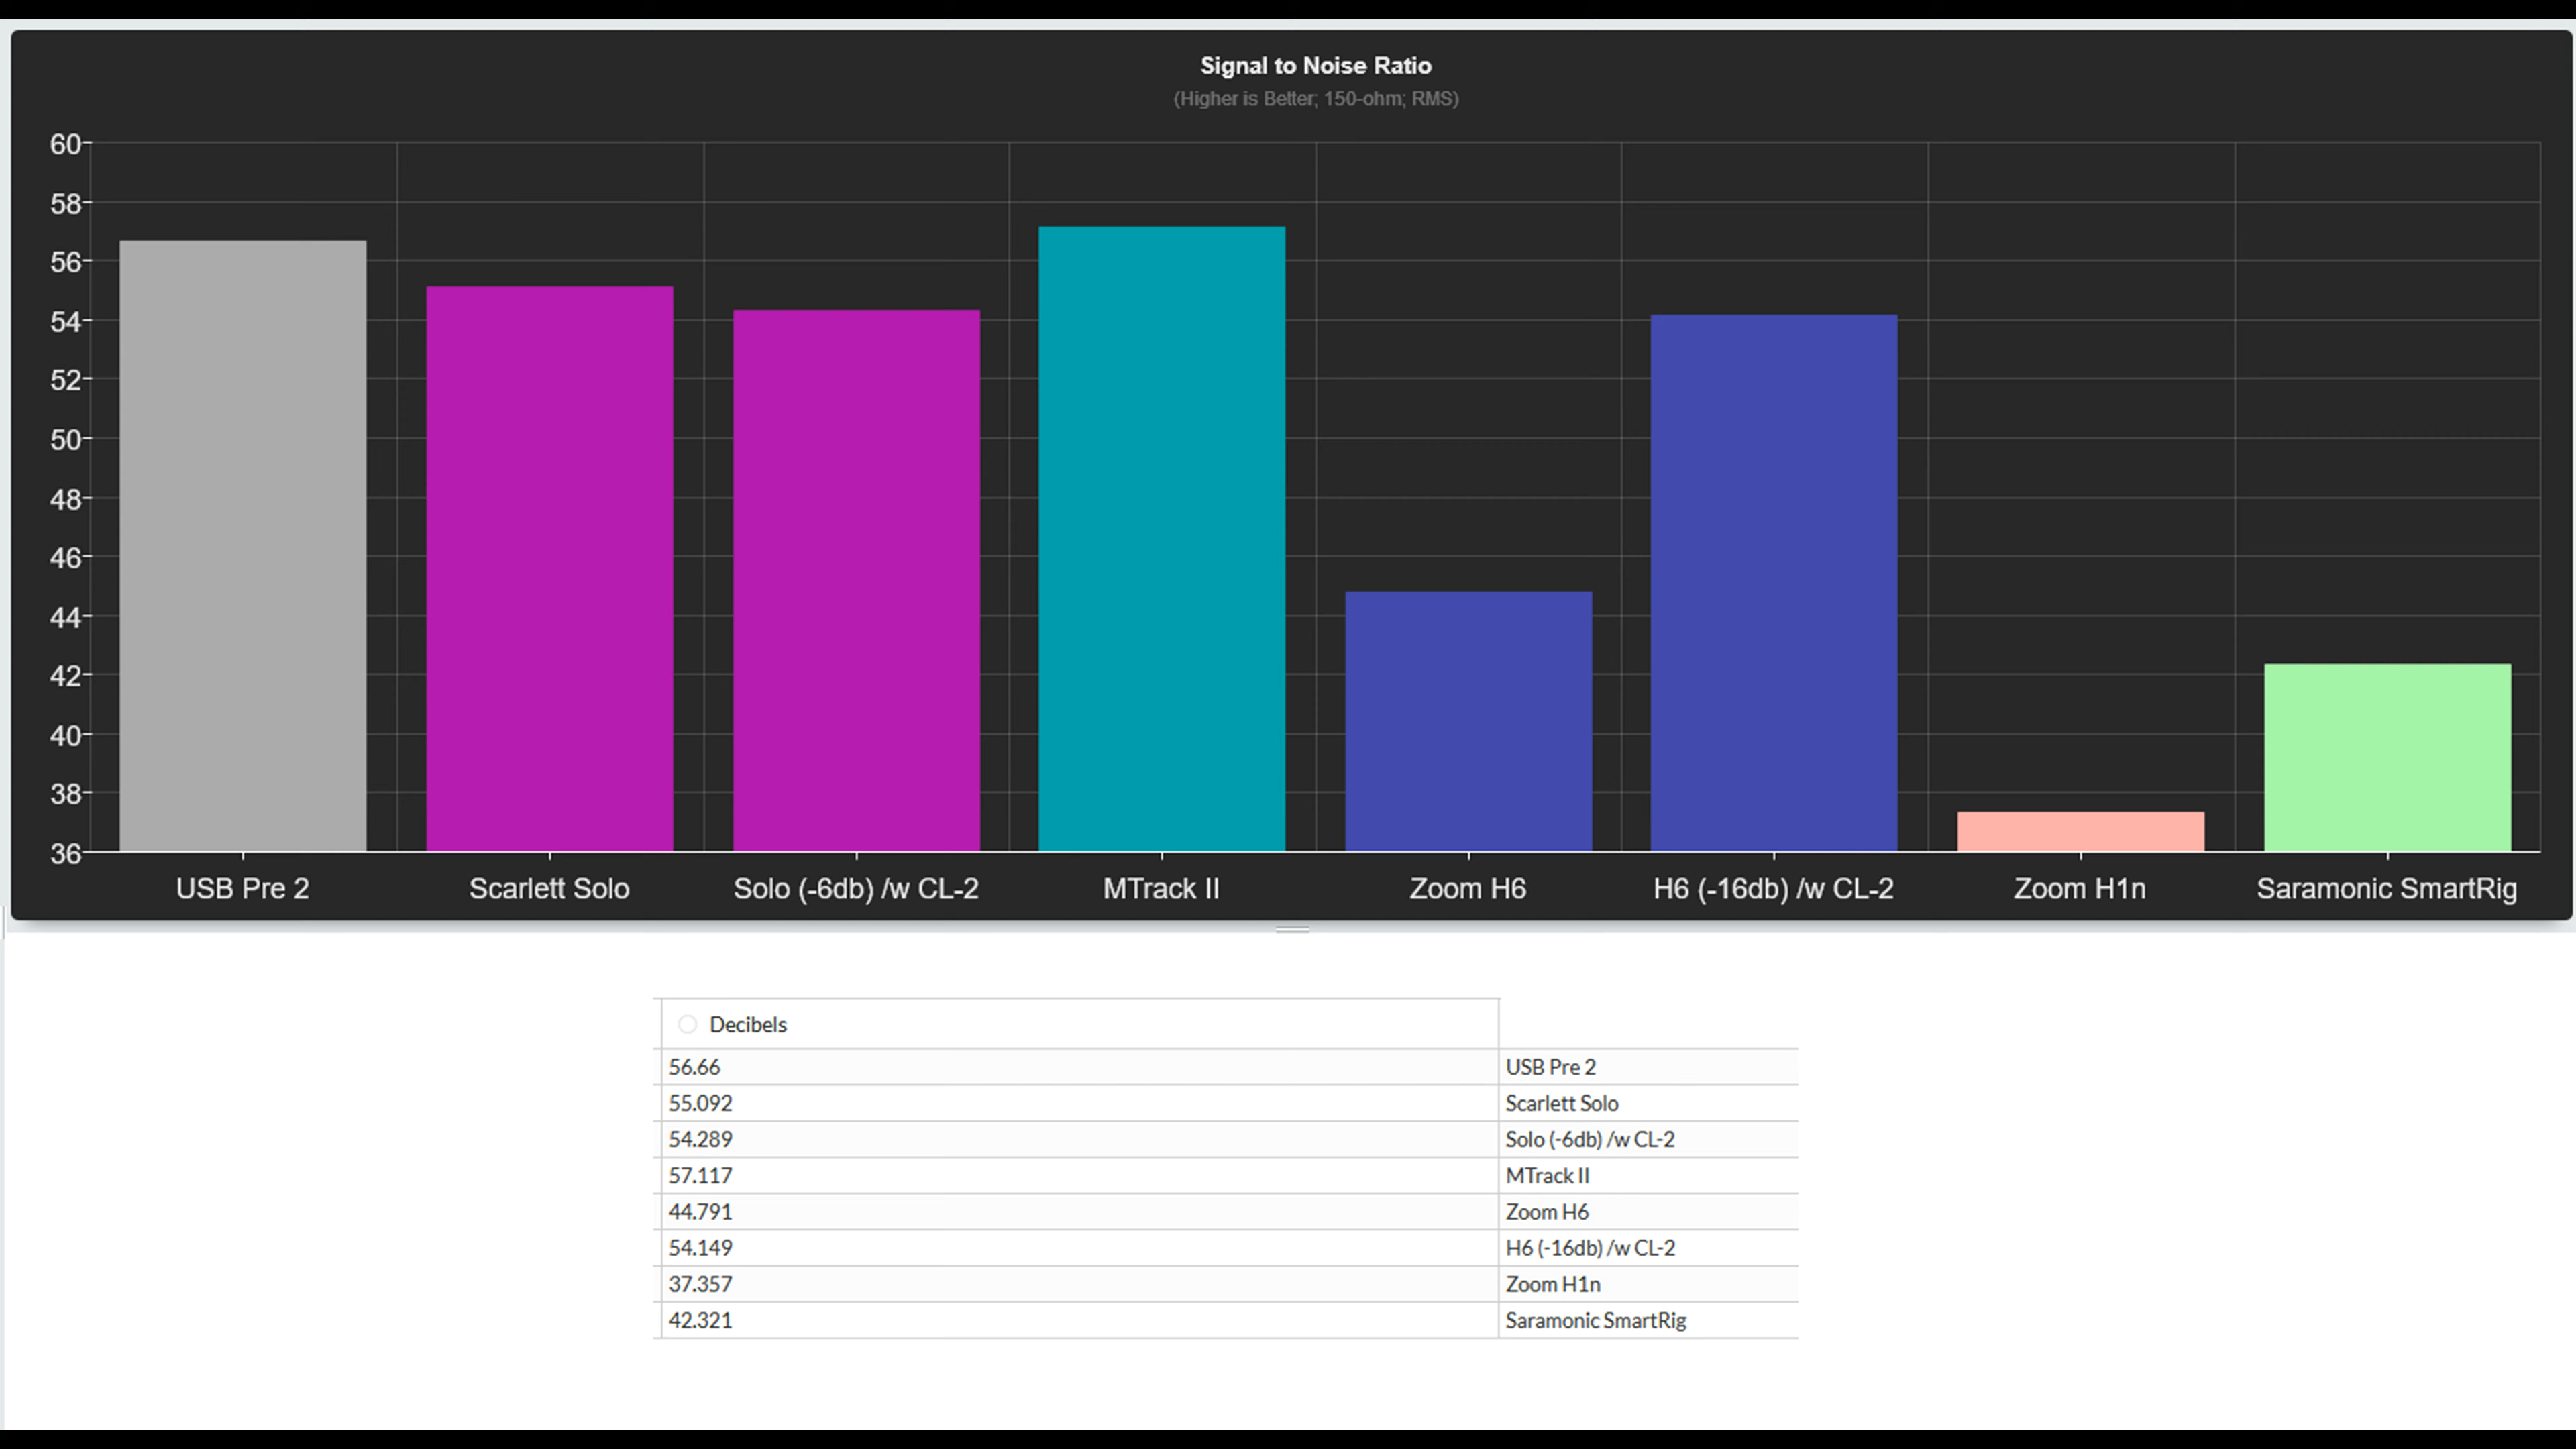 Signal to Noise Ratio
(Higher is Better; 150-ohm; RMS)
60
58
56
54
52
50
48
46
44
42
40
38
36
USB Pre 2
Scarlett Solo
Solo (-6db) /w CL-2
MTrack II
Zoom H6
H6 (-16db) /w CL-2
Zoom H1n
Saramonic SmartRig
Decibels
56.66 USB Pre 2
55.092 Scarlett Solo
54.289 Solo (-6db) /w CL-2
57.117 MTrack II
44.791 Zoom H6
54.149 H6 (-16db) /w CL-2
37.357 Zoom H1n
42.321 Saramonic SmartRig